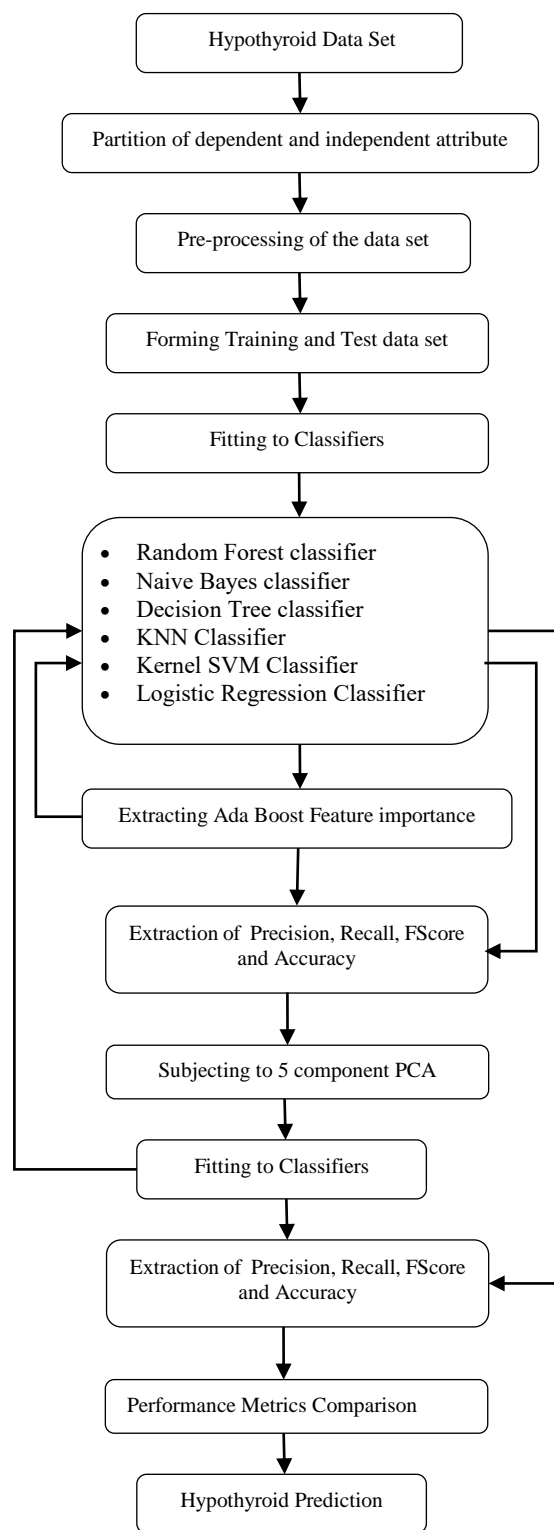 Hypothyroid Data Set
Partition of dependent and independent attribute
Pre-processing of the data set
Forming Training and Test data set
Fitting to Classifiers
• Random Forest classifier
• Naive Bayes classifier
• Decision Tree classifier
• KNN Classifier
• Kernel SVM Classifier
• Logistic Regression Classifier
Extracting Ada Boost Feature importance
Extraction of Precision, Recall, FScore
and Accuracy
Subjecting to 5 component PCA
Fitting to Classifiers
Extraction of Precision, Recall, FScore
and Accuracy
Performance Metrics Comparison
Hypothyroid Prediction